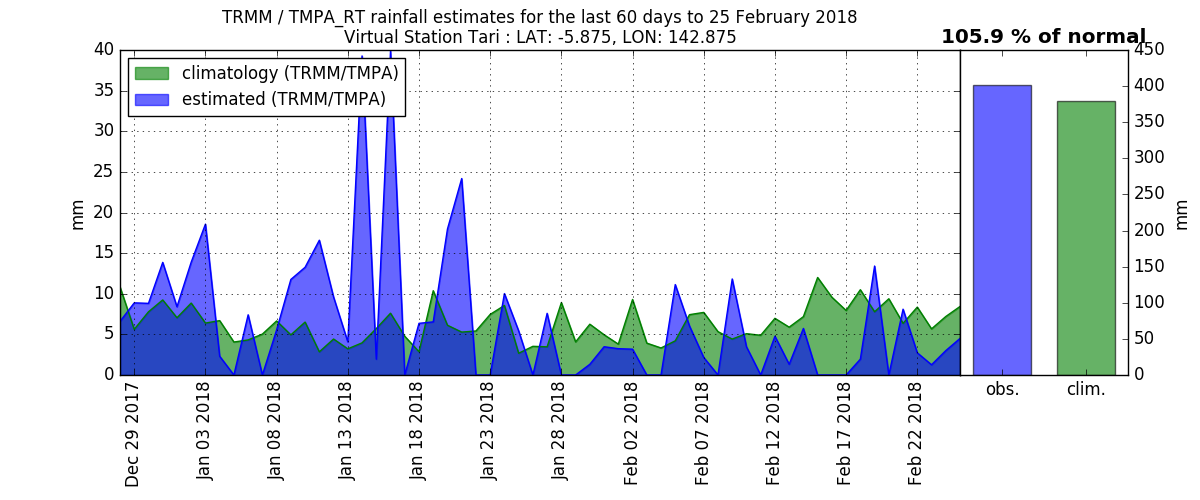 TRMM / TMPA_RT rainfall estimates for the last 60 days to 25 February 2018
Virtual Station Tari : LAT: -5.875, LON: 142.875
105.9 % of normal
climatology (TRMM/TMPA)
estimated (TRMM/TMPA)
mm
40
35
30
25
20
15
10
5
0
Dec 29 2017
Jan 03 2018
Jan 08 2018
Jan 13 2018
Jan 18 2018
Jan 23 2018
Jan 28 2018
Feb 02 2018
Feb 07 2018
Feb 12 2018
Feb 17 2018
Feb 22 2018
450
400
350
300
250
200
150
100
50
0
mm
obs.
clim.